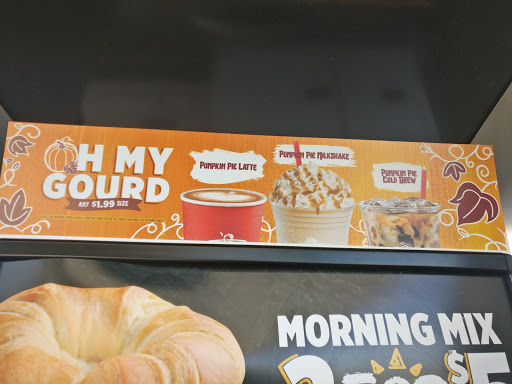 OH MY
GOURD
ANY $1.99 SIZE
PUMPKIN PIE LATTE
PUMPKIN PIE MILKSHAKE
PUMPKIN PIE
COLD BREW
MORNING MIX
$5